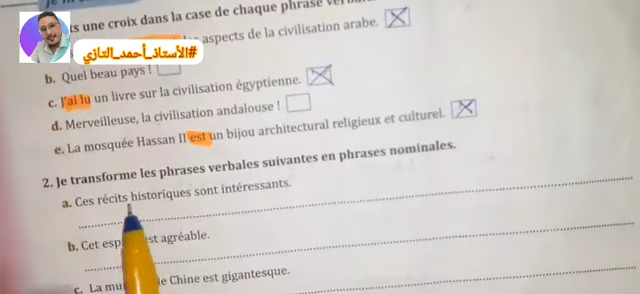 ts une croix dans la case de chaque phrase verb
#الأستاذ_أحمد_التازي
aspects de la civilisation arabe.
b. Quel beau pays !
c. J'ai lu un livre sur la civilisation égyptienne.
d. Merveilleuse, la civilisation andalouse !
e. La mosquée Hassan II est un bijou architectural religieux et culturel.
2. Je transforme les phrases verbales suivantes en phrases nominales.
a. Ces récits historiques sont intéressants.
b. Cet esp st agréable.
c. La mu de Chine est gigantesque.